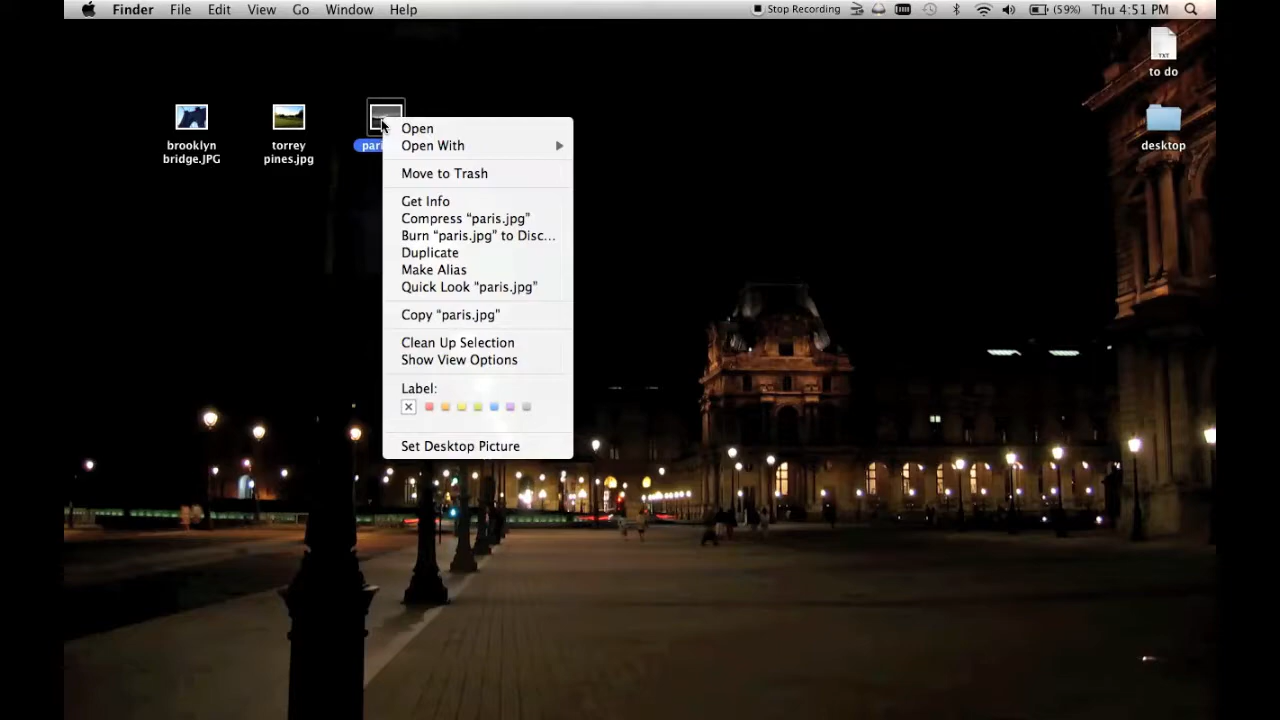 Finder File Edit View Go Window Help Stop Recording (59%) Thu 4:51 PM
TXT
to do
brooklyn
bridge.JPG
torrey
pines.jpg
desktop
Open
Open With
Move to Trash
Get Info
Compress “paris.jpg”
Burn “paris.jpg” to Disc...
Duplicate
Make Alias
Quick Look “paris.jpg”
Copy “paris.jpg”
Clean Up Selection
Show View Options
Label:
Set Desktop Picture